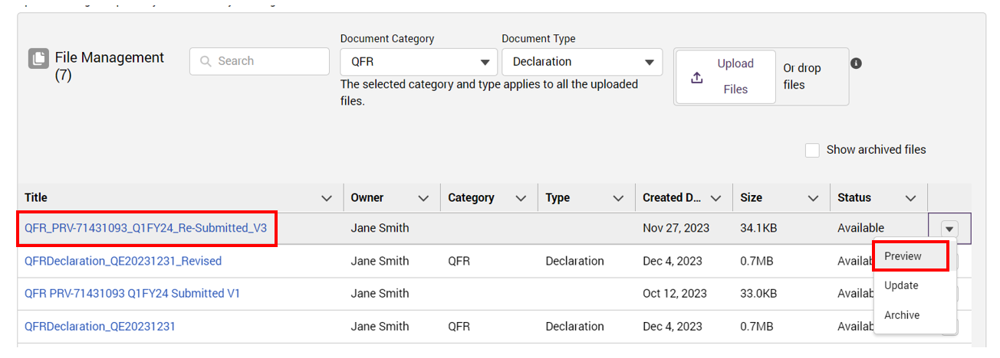 Document Category
Document Type
File Management
(7)
Search
QFR
Declaration
The selected category and type applies to all the uploaded
files.
Upload
Files
Or drop
files
Show archived files
Title Owner Category Type Created D... Size Status
QFR_PRV-71431093_Q1FY24_Re-Submitted_V3 Jane Smith Nov 27, 2023 34.1KB Available
Preview
QFRDeclaration_QE20231231_Revised Jane Smith QFR Declaration Dec 4, 2023 0.7MB Availab
Update
QFR PRV-71431093 Q1FY24 Submitted V1 Jane Smith Oct 12, 2023 33.0KB Availab
Archive
QFRDeclaration_QE20231231 Jane Smith QFR Declaration Dec 4, 2023 0.7MB Availab